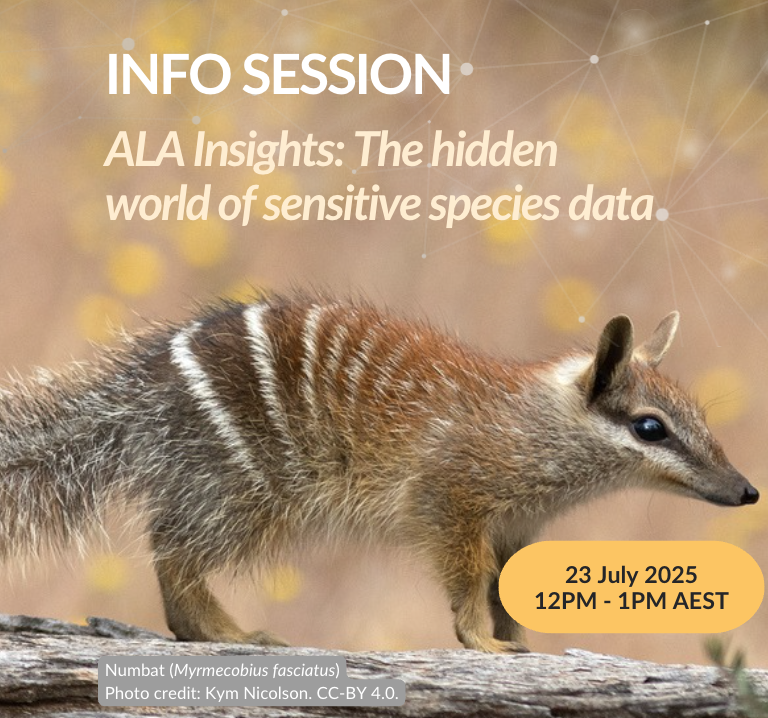 INFO SESSION
ALA Insights: The hidden
world of sensitive species data
23 July 2025
12PM - 1PM AEST
Numbat (Myrmecobius fasciatus)
Photo credit: Kym Nicolson. CC-BY 4.0.